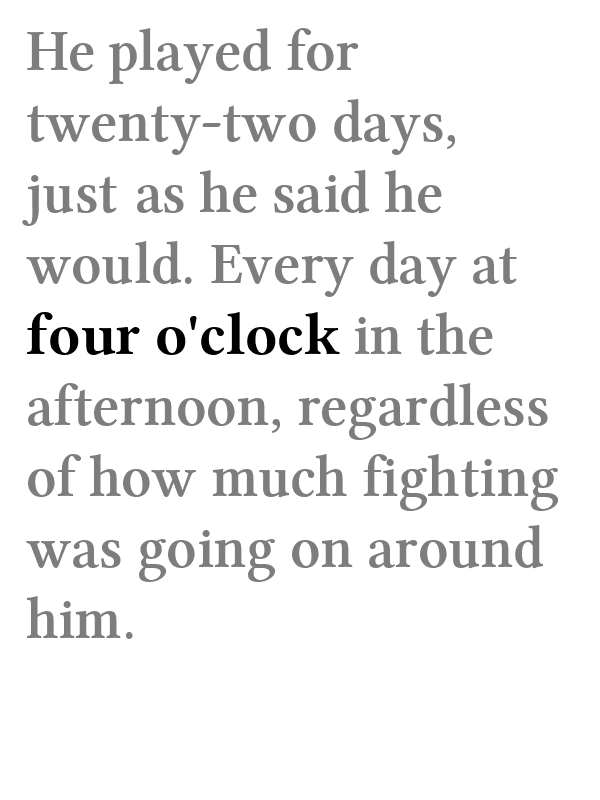 He played for
twenty-two days,
just as he said he
would. Every day at
four o'clock in the
afternoon, regardless
of how much fighting
was going on around
him.